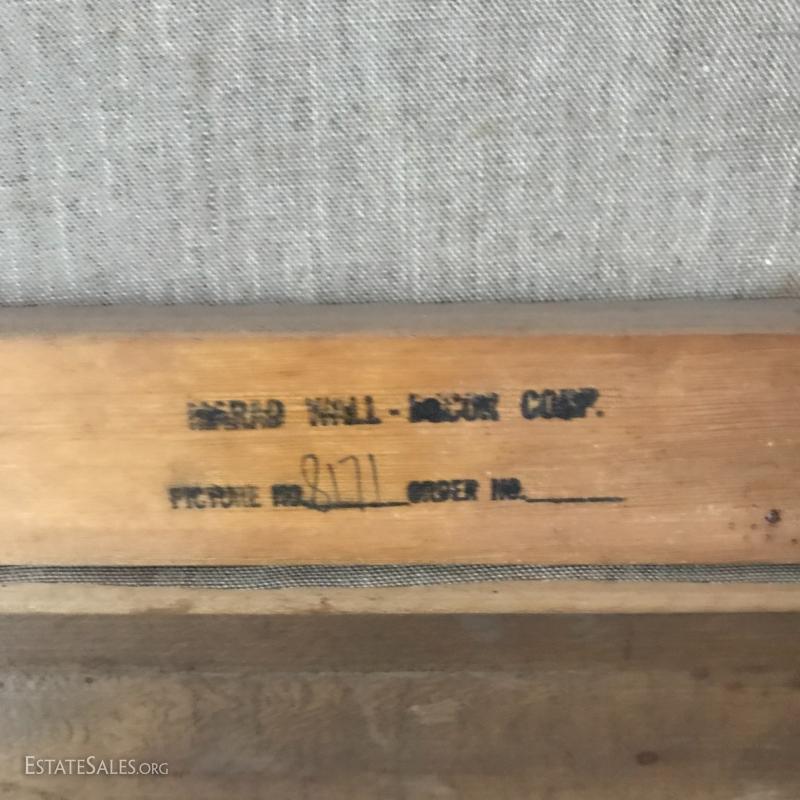 WALL - DECOR CORP.
PICTURE NO. 8171 ORDER NO.
ESTATESALES.ORG